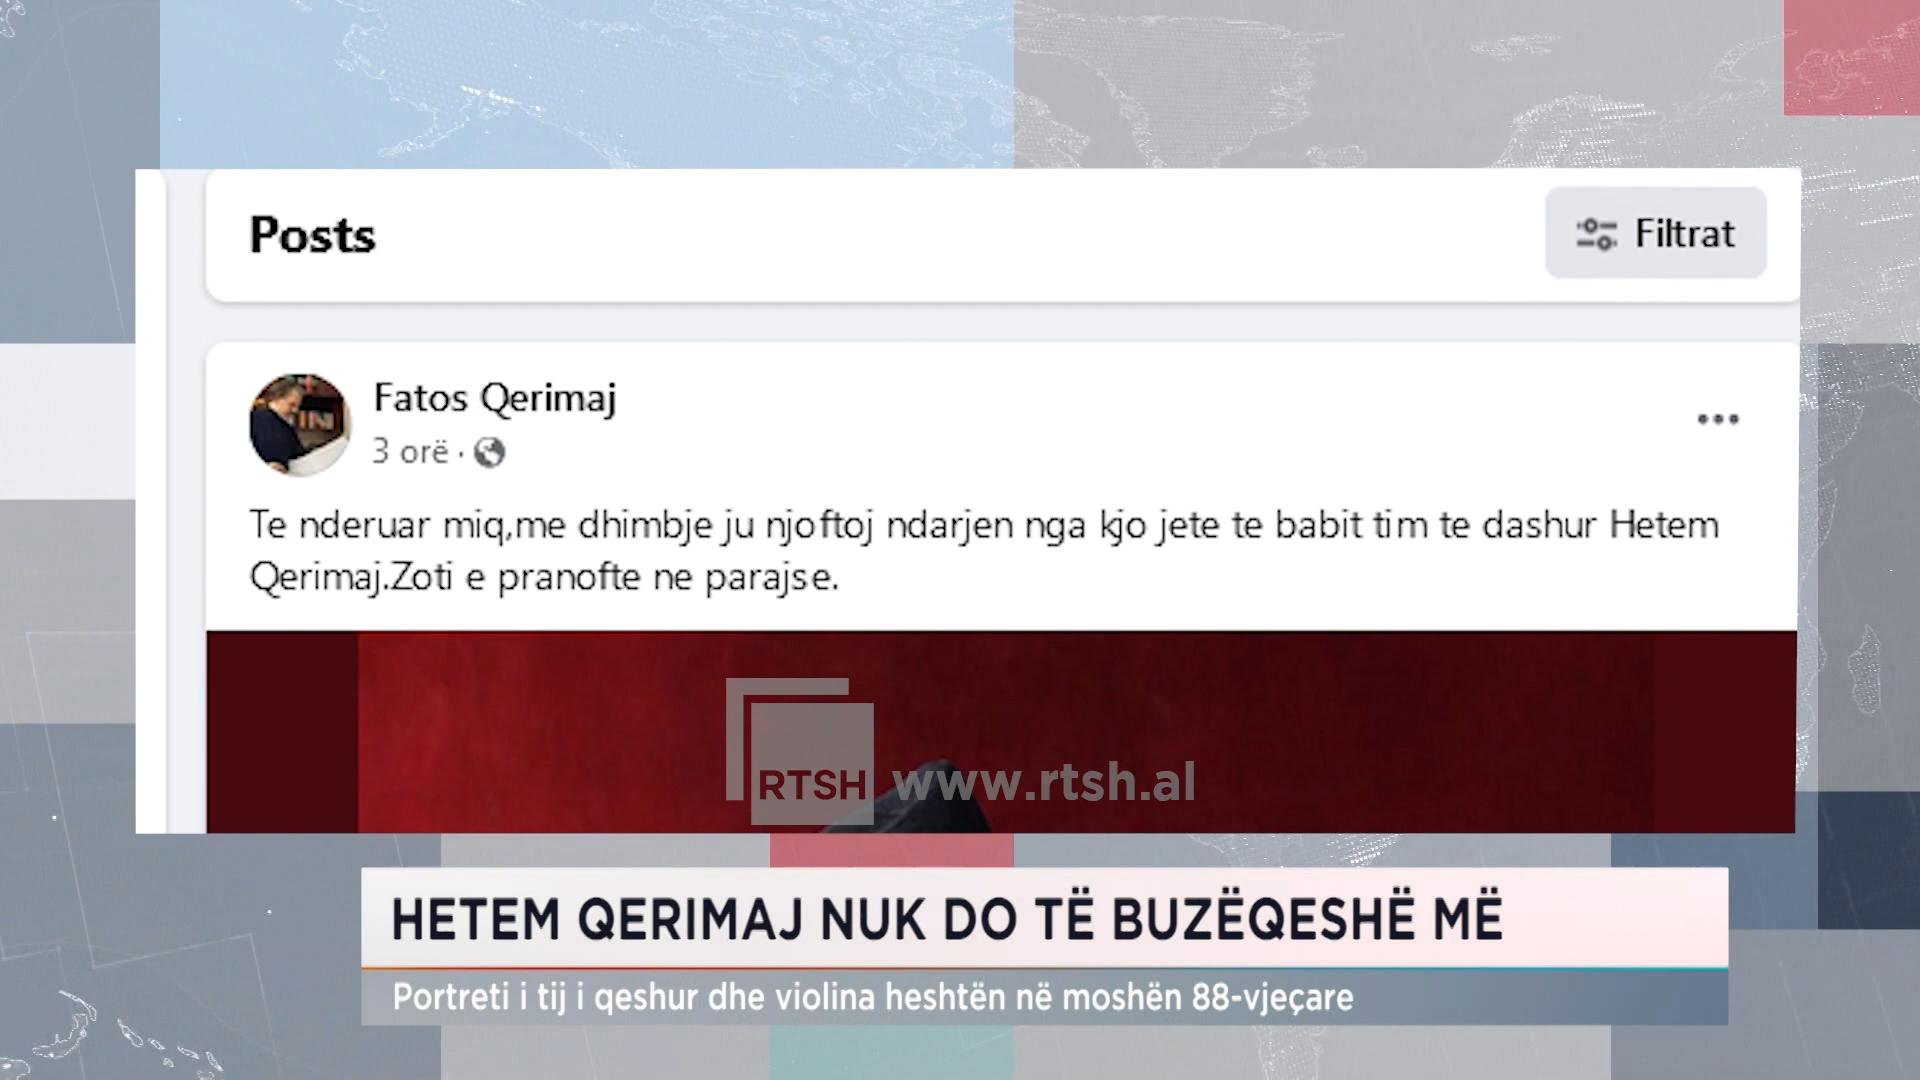 Posts
Filtrat
Fatos Qerimaj
3 orë ·
Te nderuar miq,me dhimbje ju njoftoj ndarjen nga kjo jete te babit tim te dashur Hetem
Qerimaj.Zoti e pranofte ne parajse.
RTSH www.rtsh.al
HETEM QERIMAJ NUK DO TË BUZËQESHË MË
Portreti i tij i qeshur dhe violina heshtën në moshën 88-vjeçare